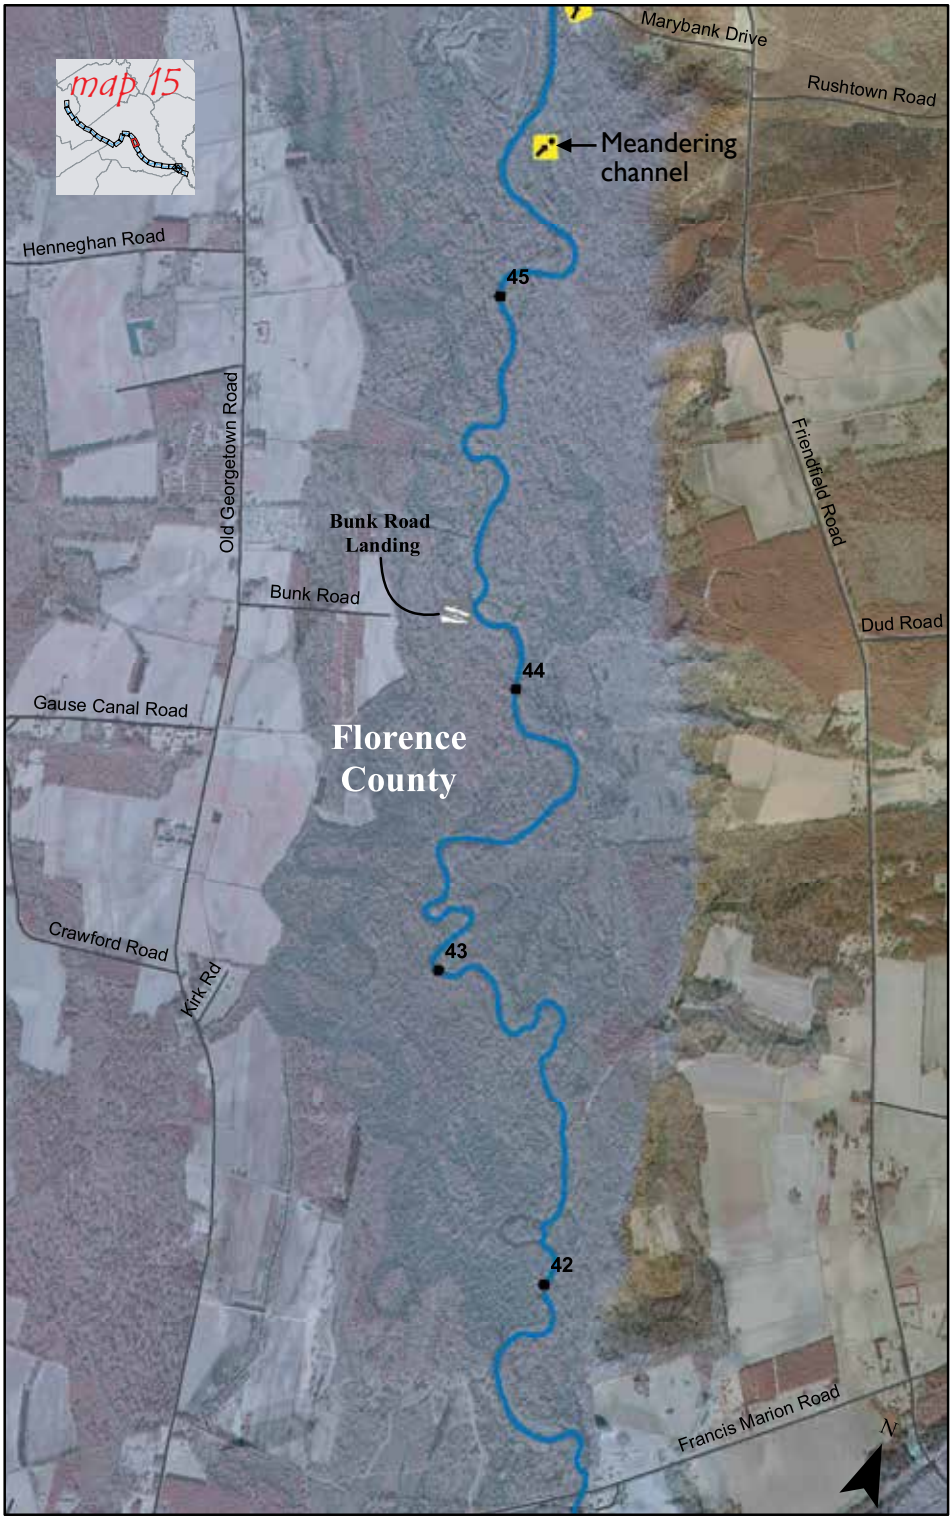 Marybank Drive
map 15
Rushtown Road
Meandering
channel
Henneghan Road
45
Old Georgetown Road
Friendfield Road
Bunk Road
Landing
Bunk Road
Dud Road
44
Gause Canal Road
Florence
County
Crawford Road
43
Kirk Rd
42
Francis Marion Road
N